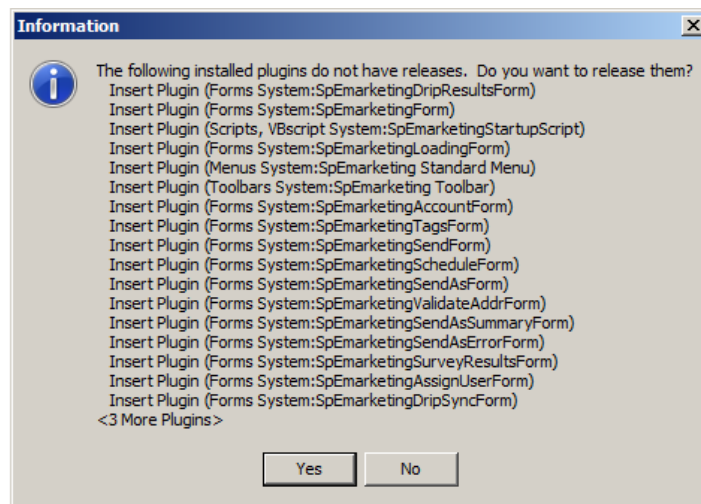 Information
The following installed plugins do not have releases. Do you want to release them?
Insert Plugin (Forms System:SpEmarketingDripResultsForm)
Insert Plugin (Forms System:SpEmarketingForm)
Insert Plugin (Scripts, VBscript System:SpEmarketingStartupScript)
Insert Plugin (Forms System:SpEmarketingLoadingForm)
Insert Plugin (Menus System:SpEmarketing Standard Menu)
Insert Plugin (Toolbars System:SpEmarketing Toolbar)
Insert Plugin (Forms System:SpEmarketingAccountForm)
Insert Plugin (Forms System:SpEmarketingTagsForm)
Insert Plugin (Forms System:SpEmarketingSendForm)
Insert Plugin (Forms System:SpEmarketingScheduleForm)
Insert Plugin (Forms System:SpEmarketingSendAsForm)
Insert Plugin (Forms System:SpEmarketingValidateAddrForm)
Insert Plugin (Forms System:SpEmarketingSendAsSummaryForm)
Insert Plugin (Forms System:SpEmarketingSendAsErrorForm)
Insert Plugin (Forms System:SpEmarketingSurveyResultsForm)
Insert Plugin (Forms System:SpEmarketingAssignUserForm)
Insert Plugin (Forms System:SpEmarketingDripSyncForm)
<3 More Plugins>
Yes No